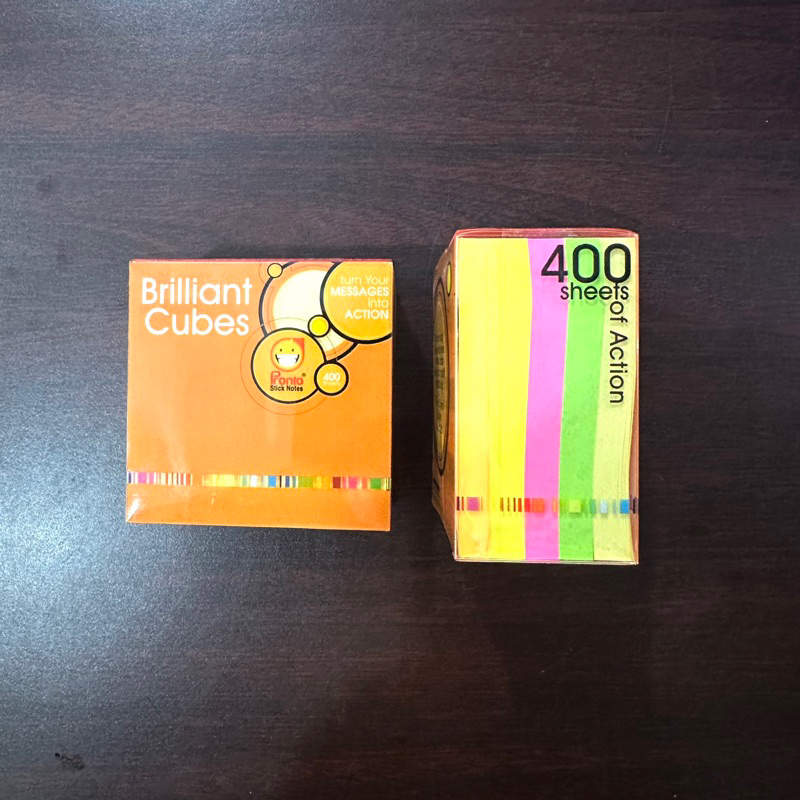 Brilliant
Cubes
turn Your
MESSAGES
into
ACTION
Pronto
Stick Notes
400
400
sheets
of Action